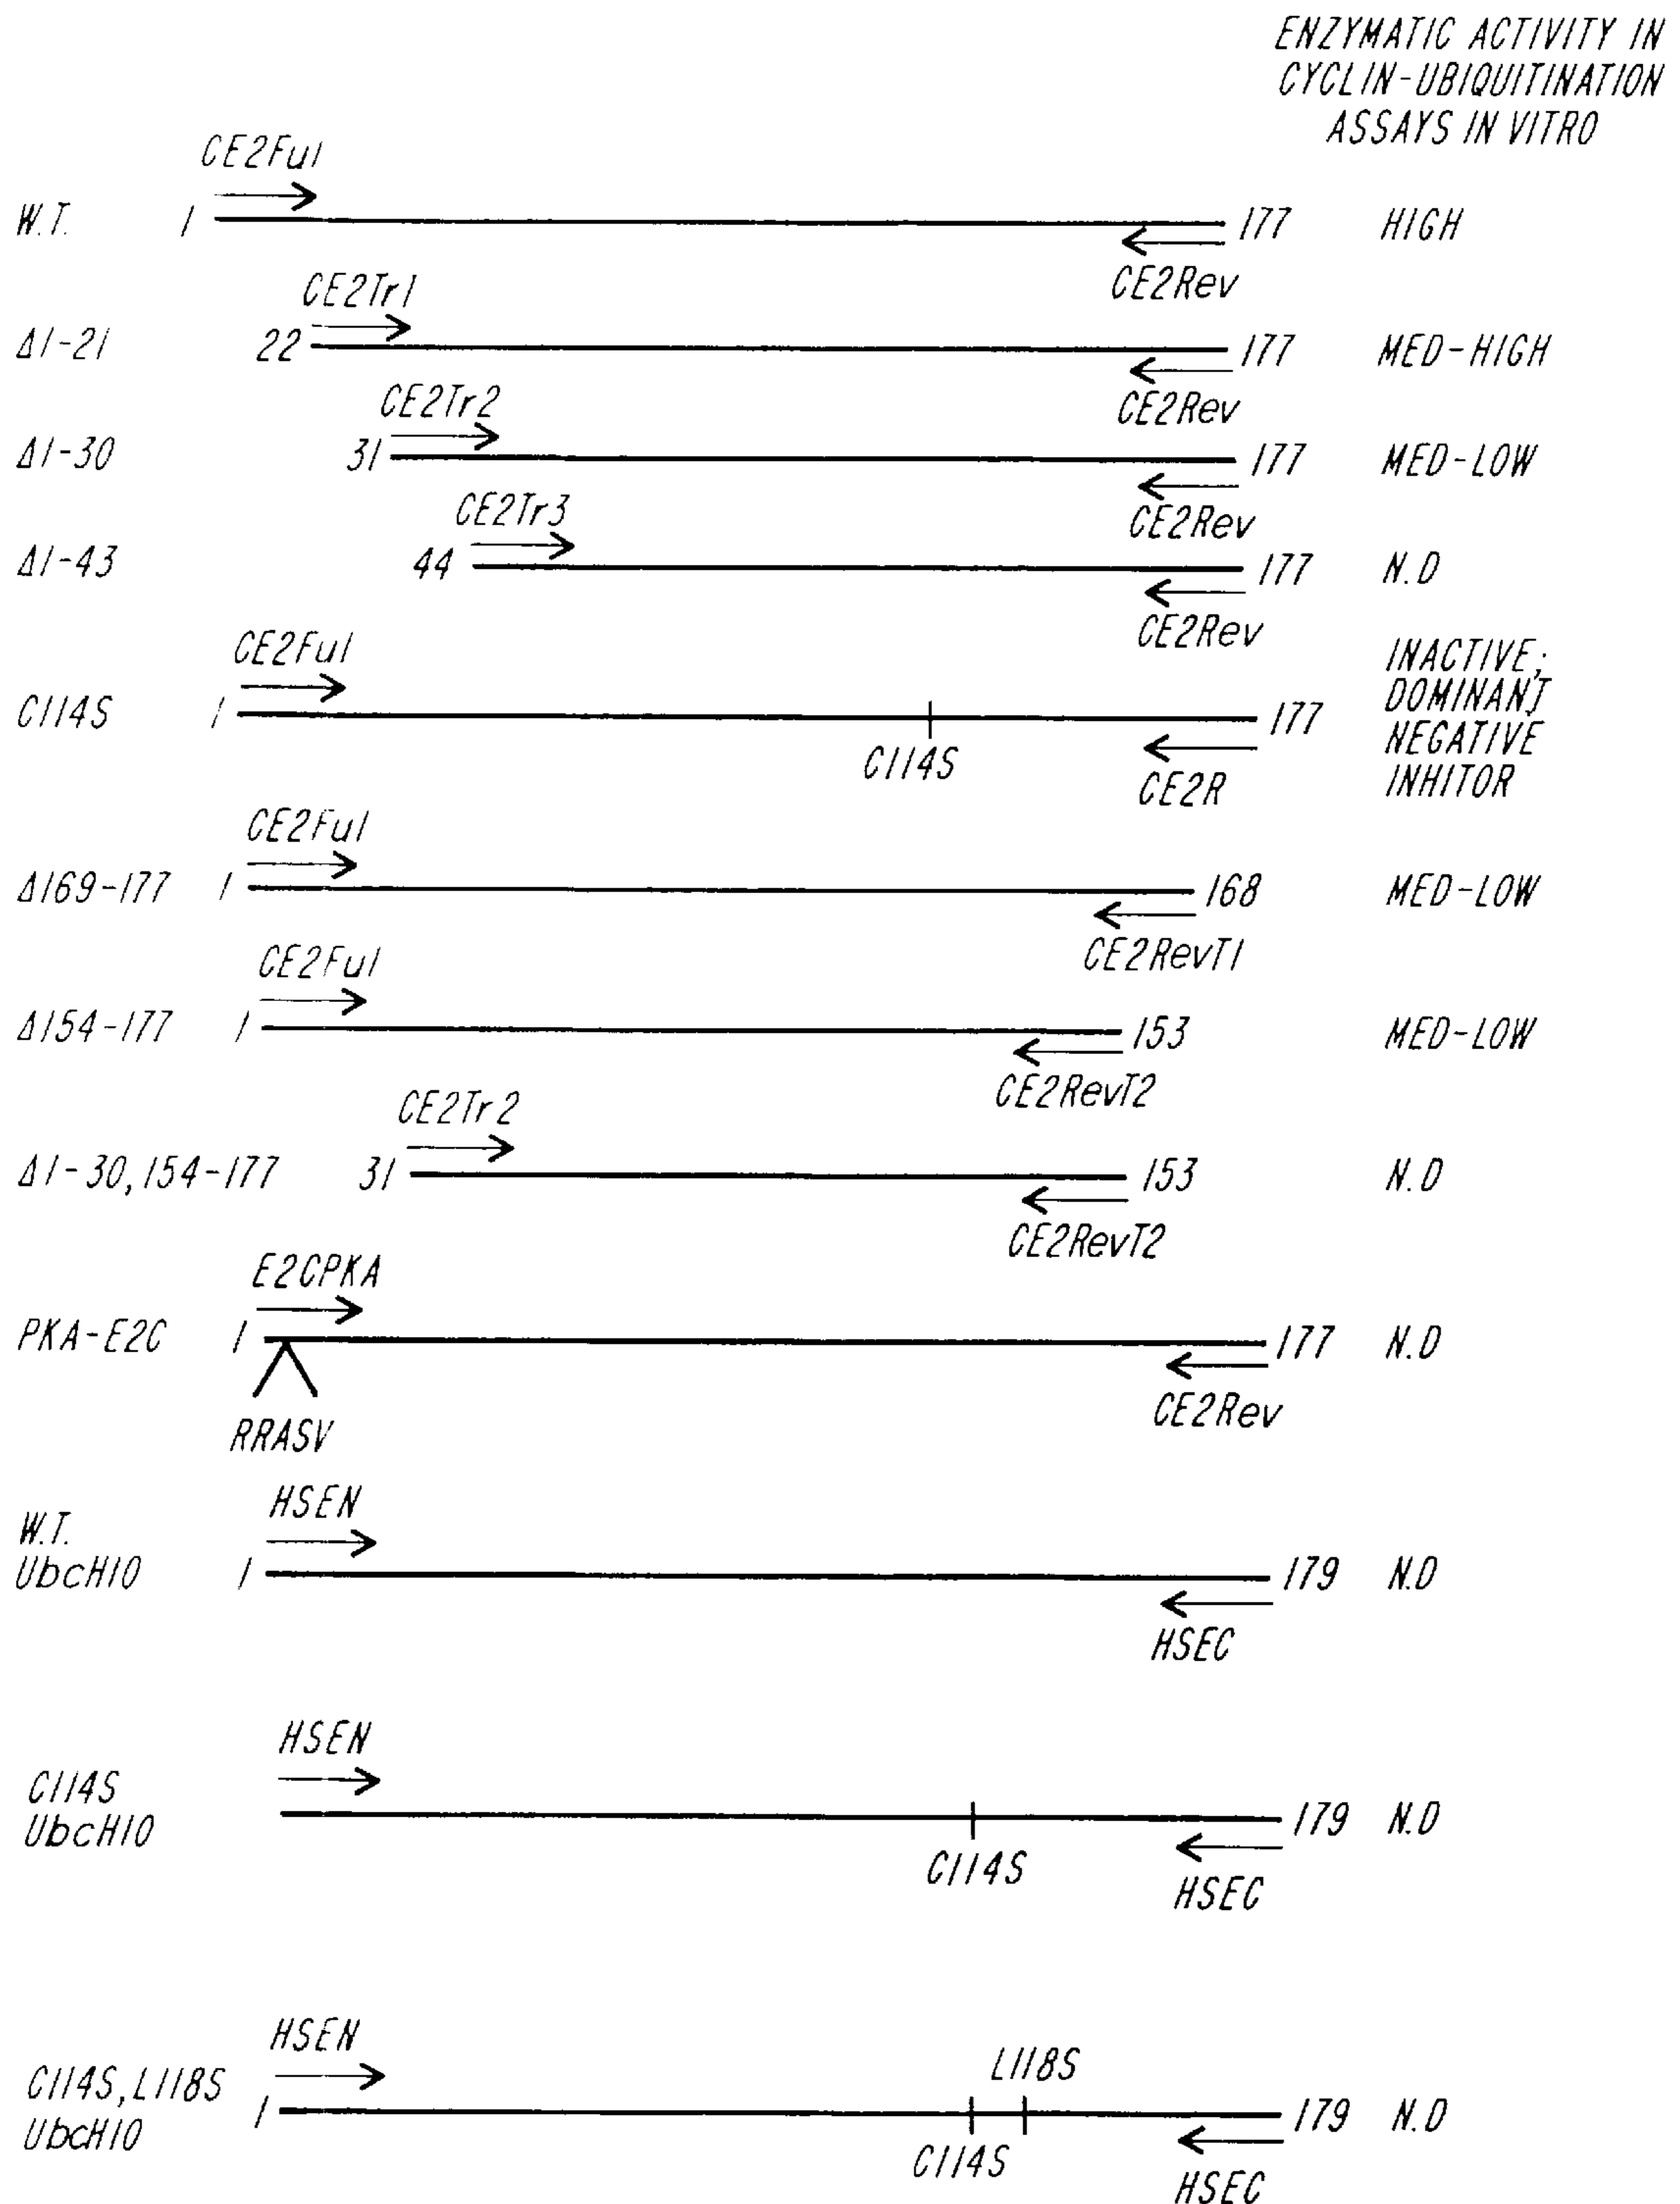 ENZYMATIC ACTIVITY IN
CYCLIN-UBIQUITINATION
ASSAYS IN VITRO
CE2Ful
W.T. 1 177 HIGH
CE2Rev
CE2Tr1
Δ1-21 22 177 MED-HIGH
CE2Rev
CE2Tr2
Δ1-30 31 177 MED-LOW
CE2Rev
CE2Tr3
Δ1-43 44 177 N.D
CE2Rev
CE2Ful
C114S 1 177
C114S
CE2R
INACTIVE;
DOMINANT
NEGATIVE
INHITOR
CE2Ful
Δ169-177 1 168 MED-LOW
CE2RevT1
CE2Ful
Δ154-177 1 153 MED-LOW
CE2RevT2
CE2Tr2
Δ1-30,154-177 31 153 N.D
CE2RevT2
E2CPKA
PKA-E2C 1 177 N.D
CE2Rev
RRASV
HSEN
W.T.
UbcH10 1 179 N.D
HSEC
HSEN
C114S
UbcH10 179 N.D
C114S
HSEC
HSEN
L118S
C114S,L118S
UbcH10 1 179 N.D
C114S
HSEC